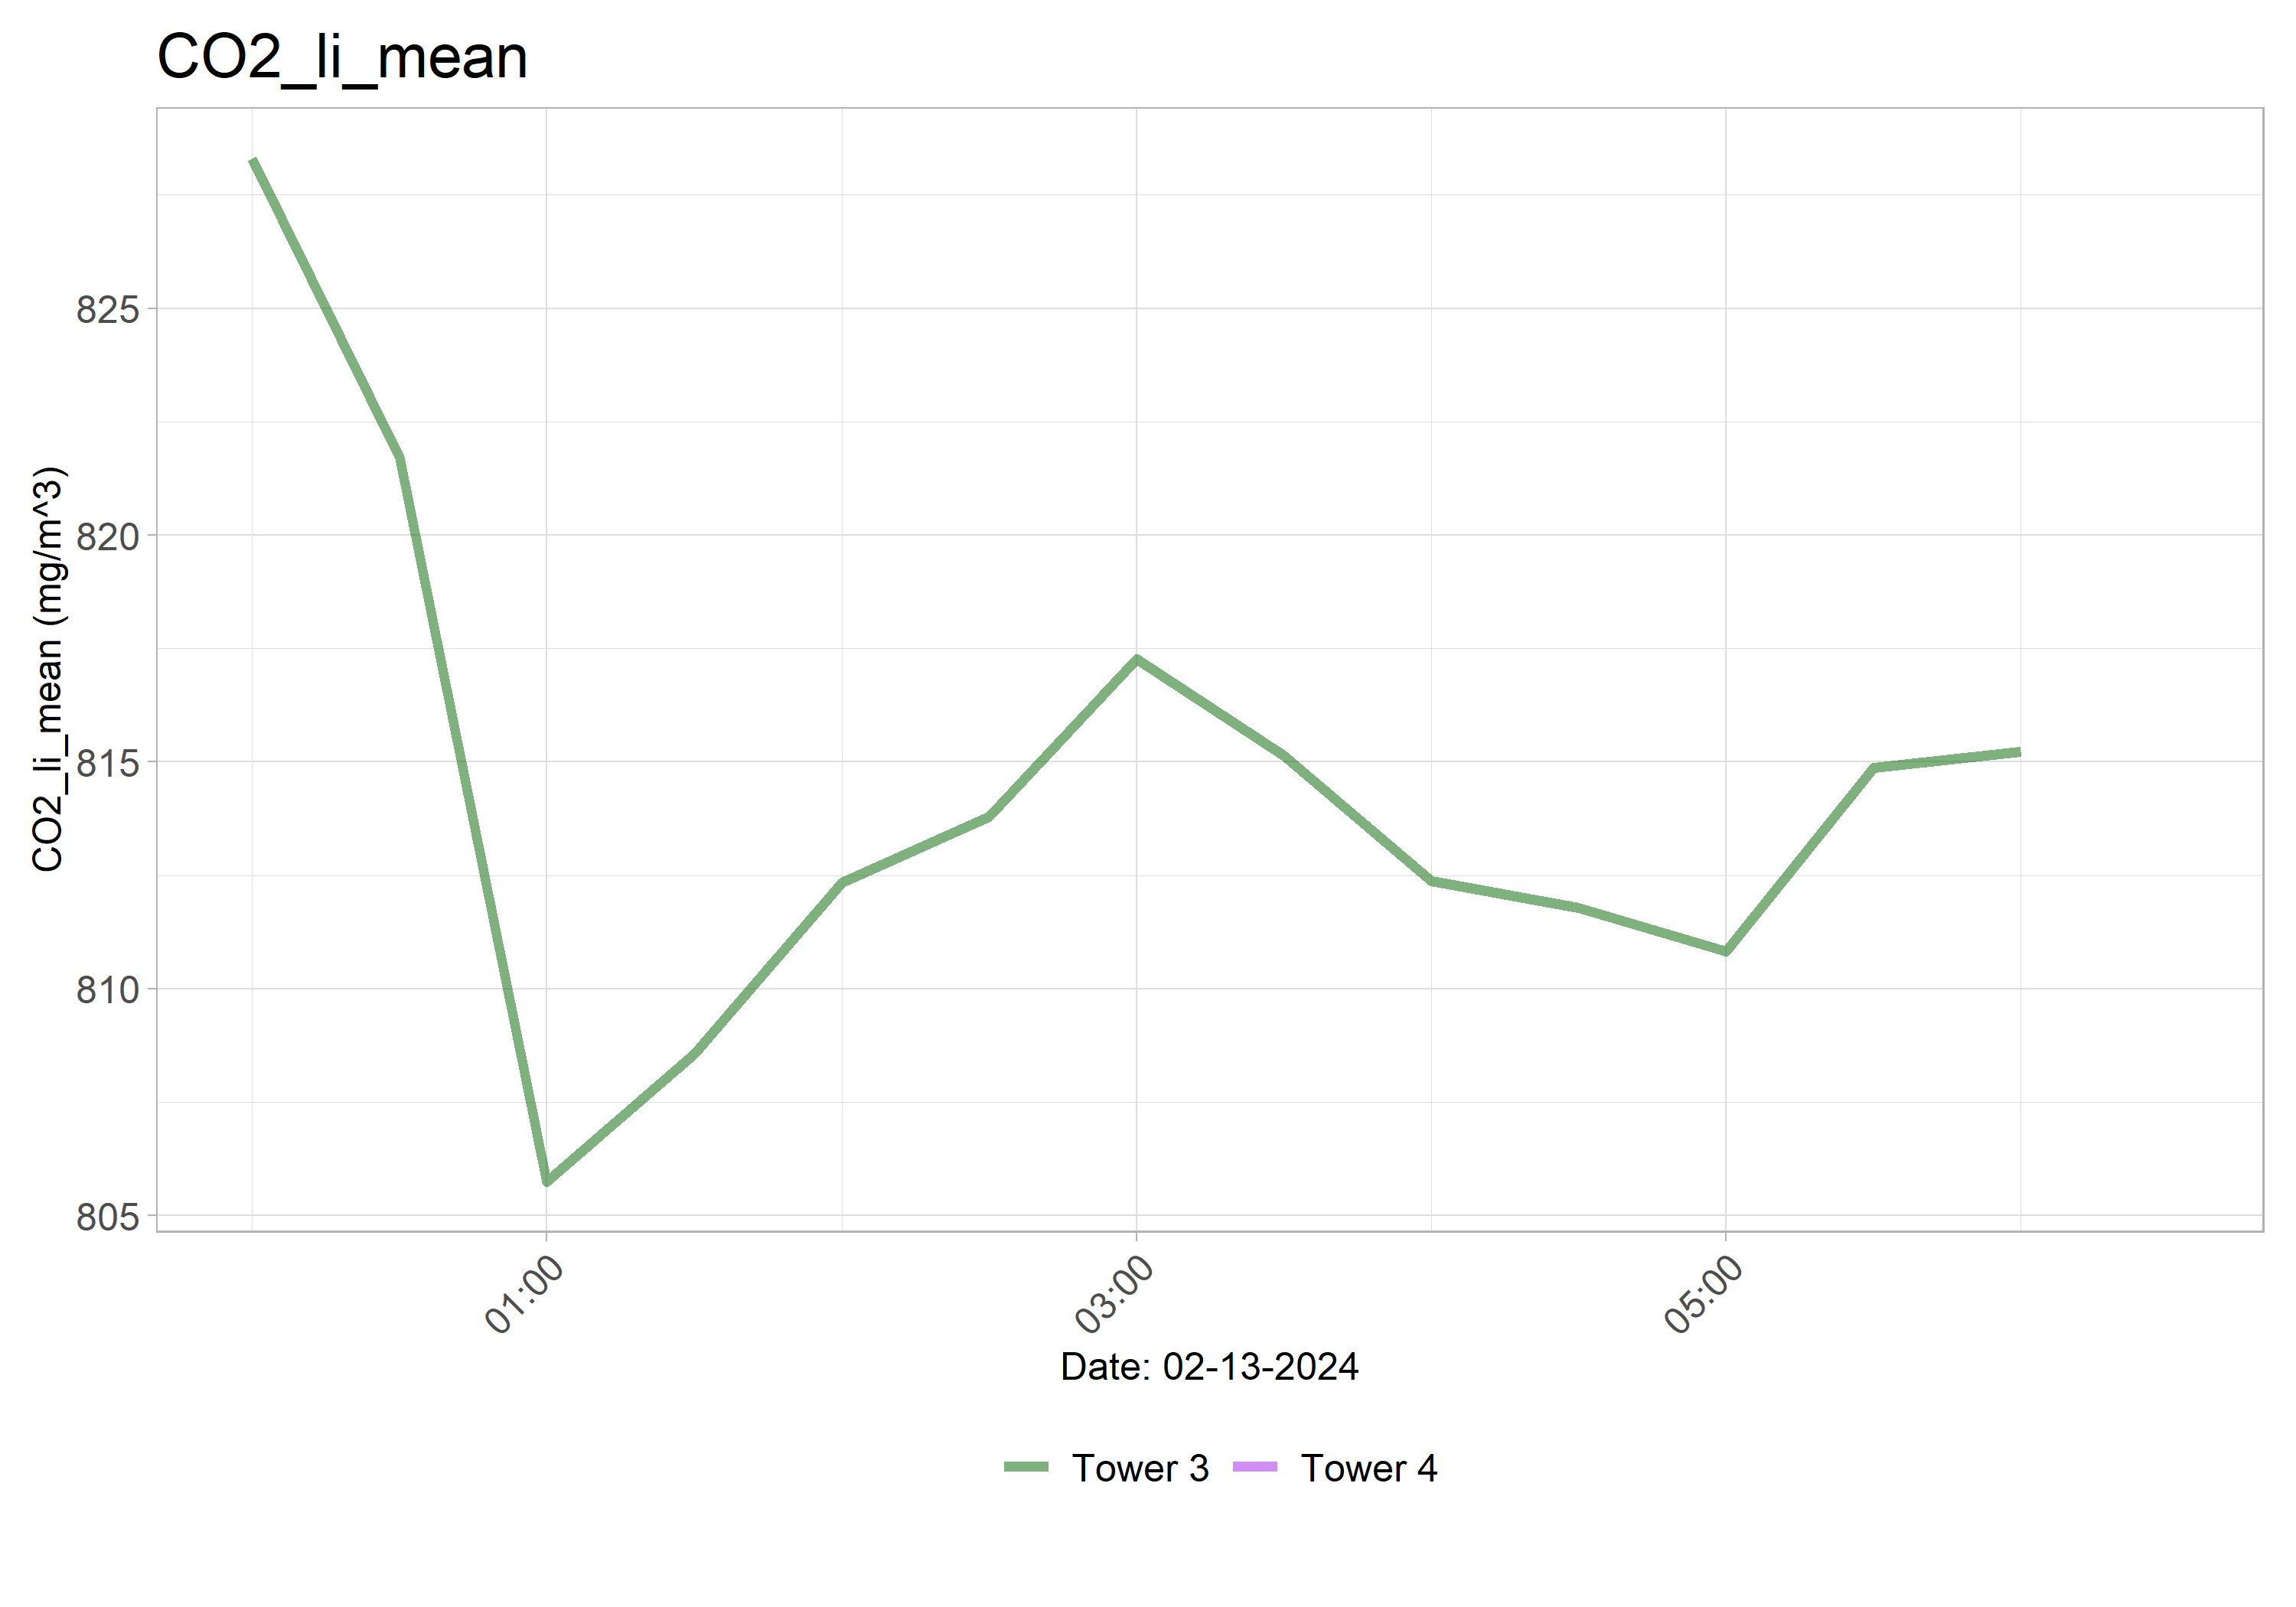 CO2_li_mean
CO2_li_mean (mg/m^3)
825
820
815
810
805
01:00
03:00
05:00
Date: 02-13-2024
Tower 3
Tower 4